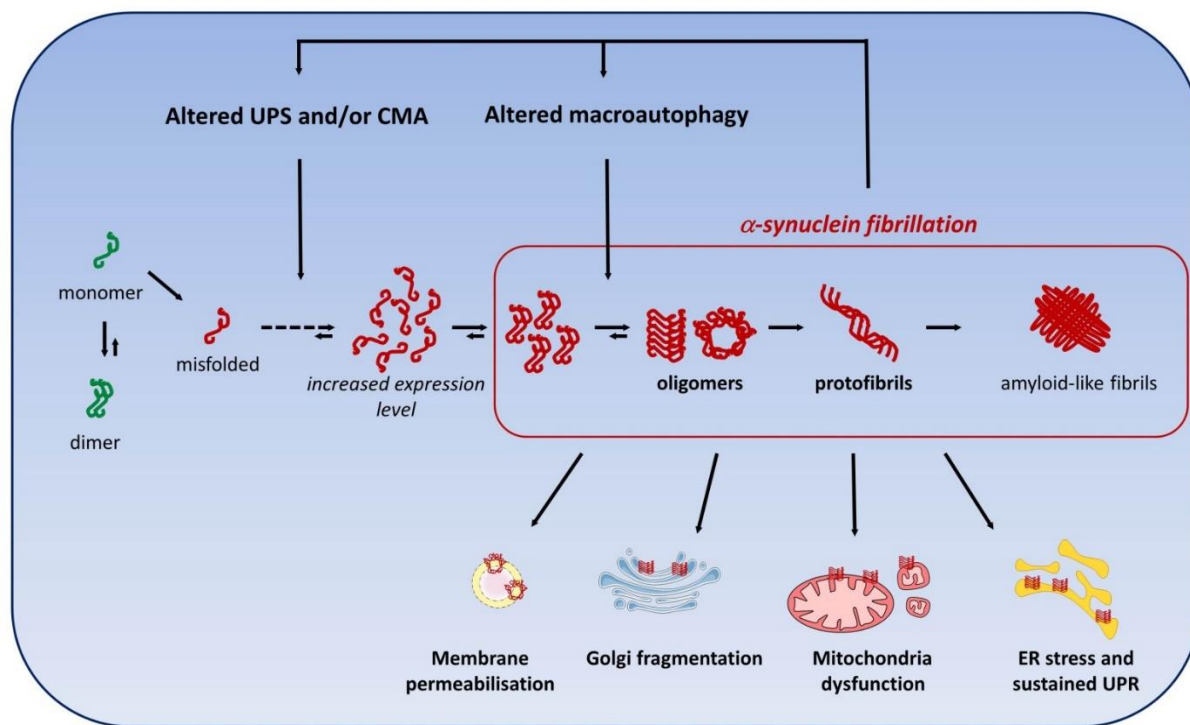 Altered UPS and/or CMA
Altered macroautophagy
α-synuclein fibrillation
monomer
misfolded
dimer
increased expression
level
oligomers
protofibrils
amyloid-like fibrils
Membrane
permeabilisation
Golgi fragmentation
Mitochondria
dysfunction
ER stress and
sustained UPR